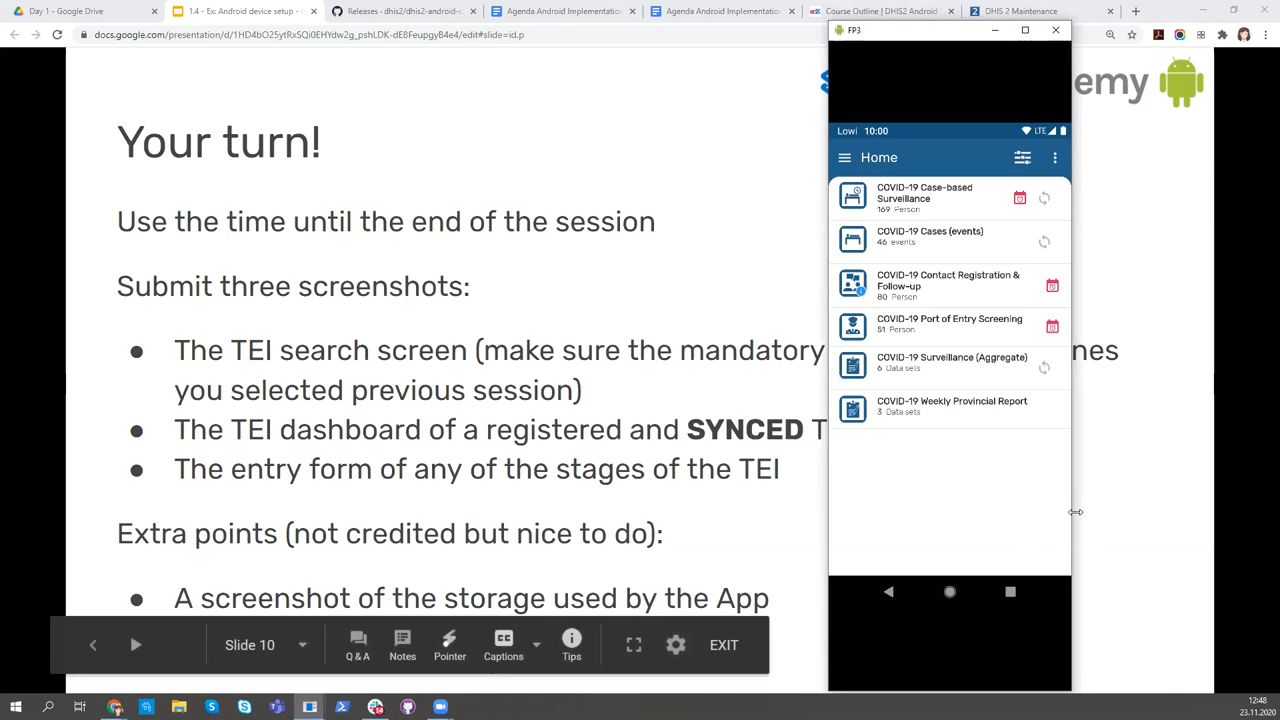 Day 1 - Google Drive
1.4 - Ex: Android device setup -
Releases - dhis2/dhis2-android-c
Agenda Android Implementation
Agenda Android Implementation
Course Outline | DHIS2 Android
DHIS 2 Maintenance
docs.google.com/presentation/d/1HD4bO25ytRxSQi0EHYdw2g_pshLDK-dE8FeupgyB4e4/edit#slide=id.p
FP3
emy
Your turn!
Use the time until the end of the session
Submit three screenshots:
● The TEI search screen (make sure the mandatory
nes
you selected previous session)
● The TEI dashboard of a registered and SYNCED T
● The entry form of any of the stages of the TEI
Extra points (not credited but nice to do):
● A screenshot of the storage used by the App
Lowi 10:00
LTE
Home
COVID-19 Case-based
Surveillance
169 Person
COVID-19 Cases (events)
46 events
COVID-19 Contact Registration &
Follow-up
80 Person
COVID-19 Port of Entry Screening
51 Person
COVID-19 Surveillance (Aggregate)
6 Data sets
COVID-19 Weekly Provincial Report
3 Data sets
Slide 10
Q & A
Notes
Pointer
CC
Captions
Tips
EXIT
12:48
23.11.2020